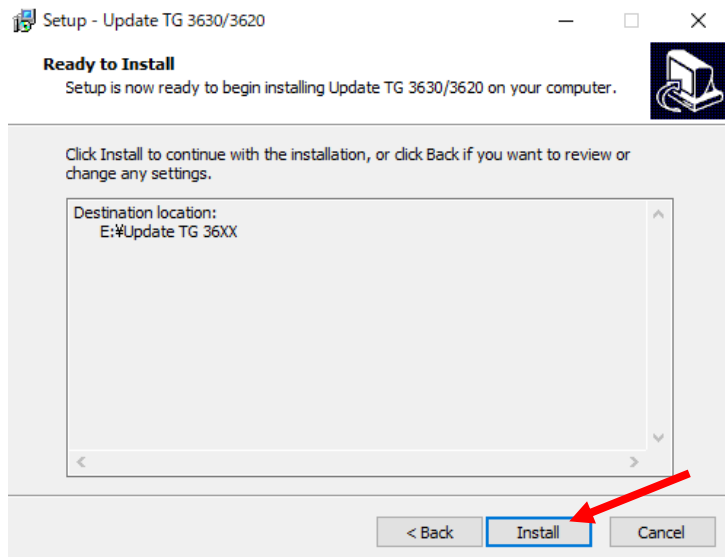 Setup - Update TG 3630/3620
Ready to Install
Setup is now ready to begin installing Update TG 3630/3620 on your computer.
Click Install to continue with the installation, or click Back if you want to review or
change any settings.
Destination location:
E:¥Update TG 36XX
< Back
Install
Cancel